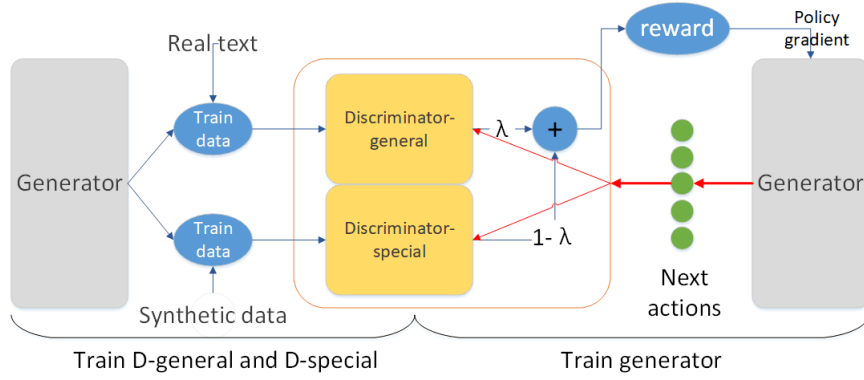 Real text
reward
Policy
gradient
Generator
Train
data
Discriminator-
general
λ
+
Train
data
Discriminator-
special
1- λ
Generator
Synthetic data
Next
actions
Train D-general and D-special
Train generator